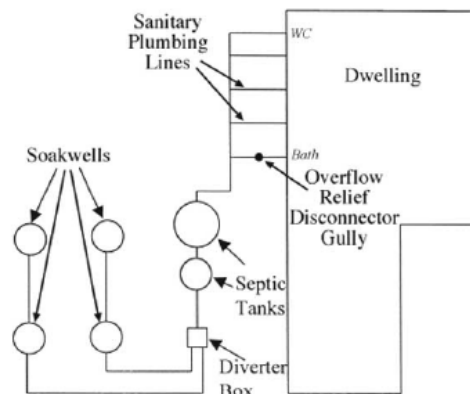 Sanitary
Plumbing
Lines
WC
Dwelling
Soakwells
Bath
Overflow
Relief
Disconnector
Gully
Septic
Tanks
Diverter
Box